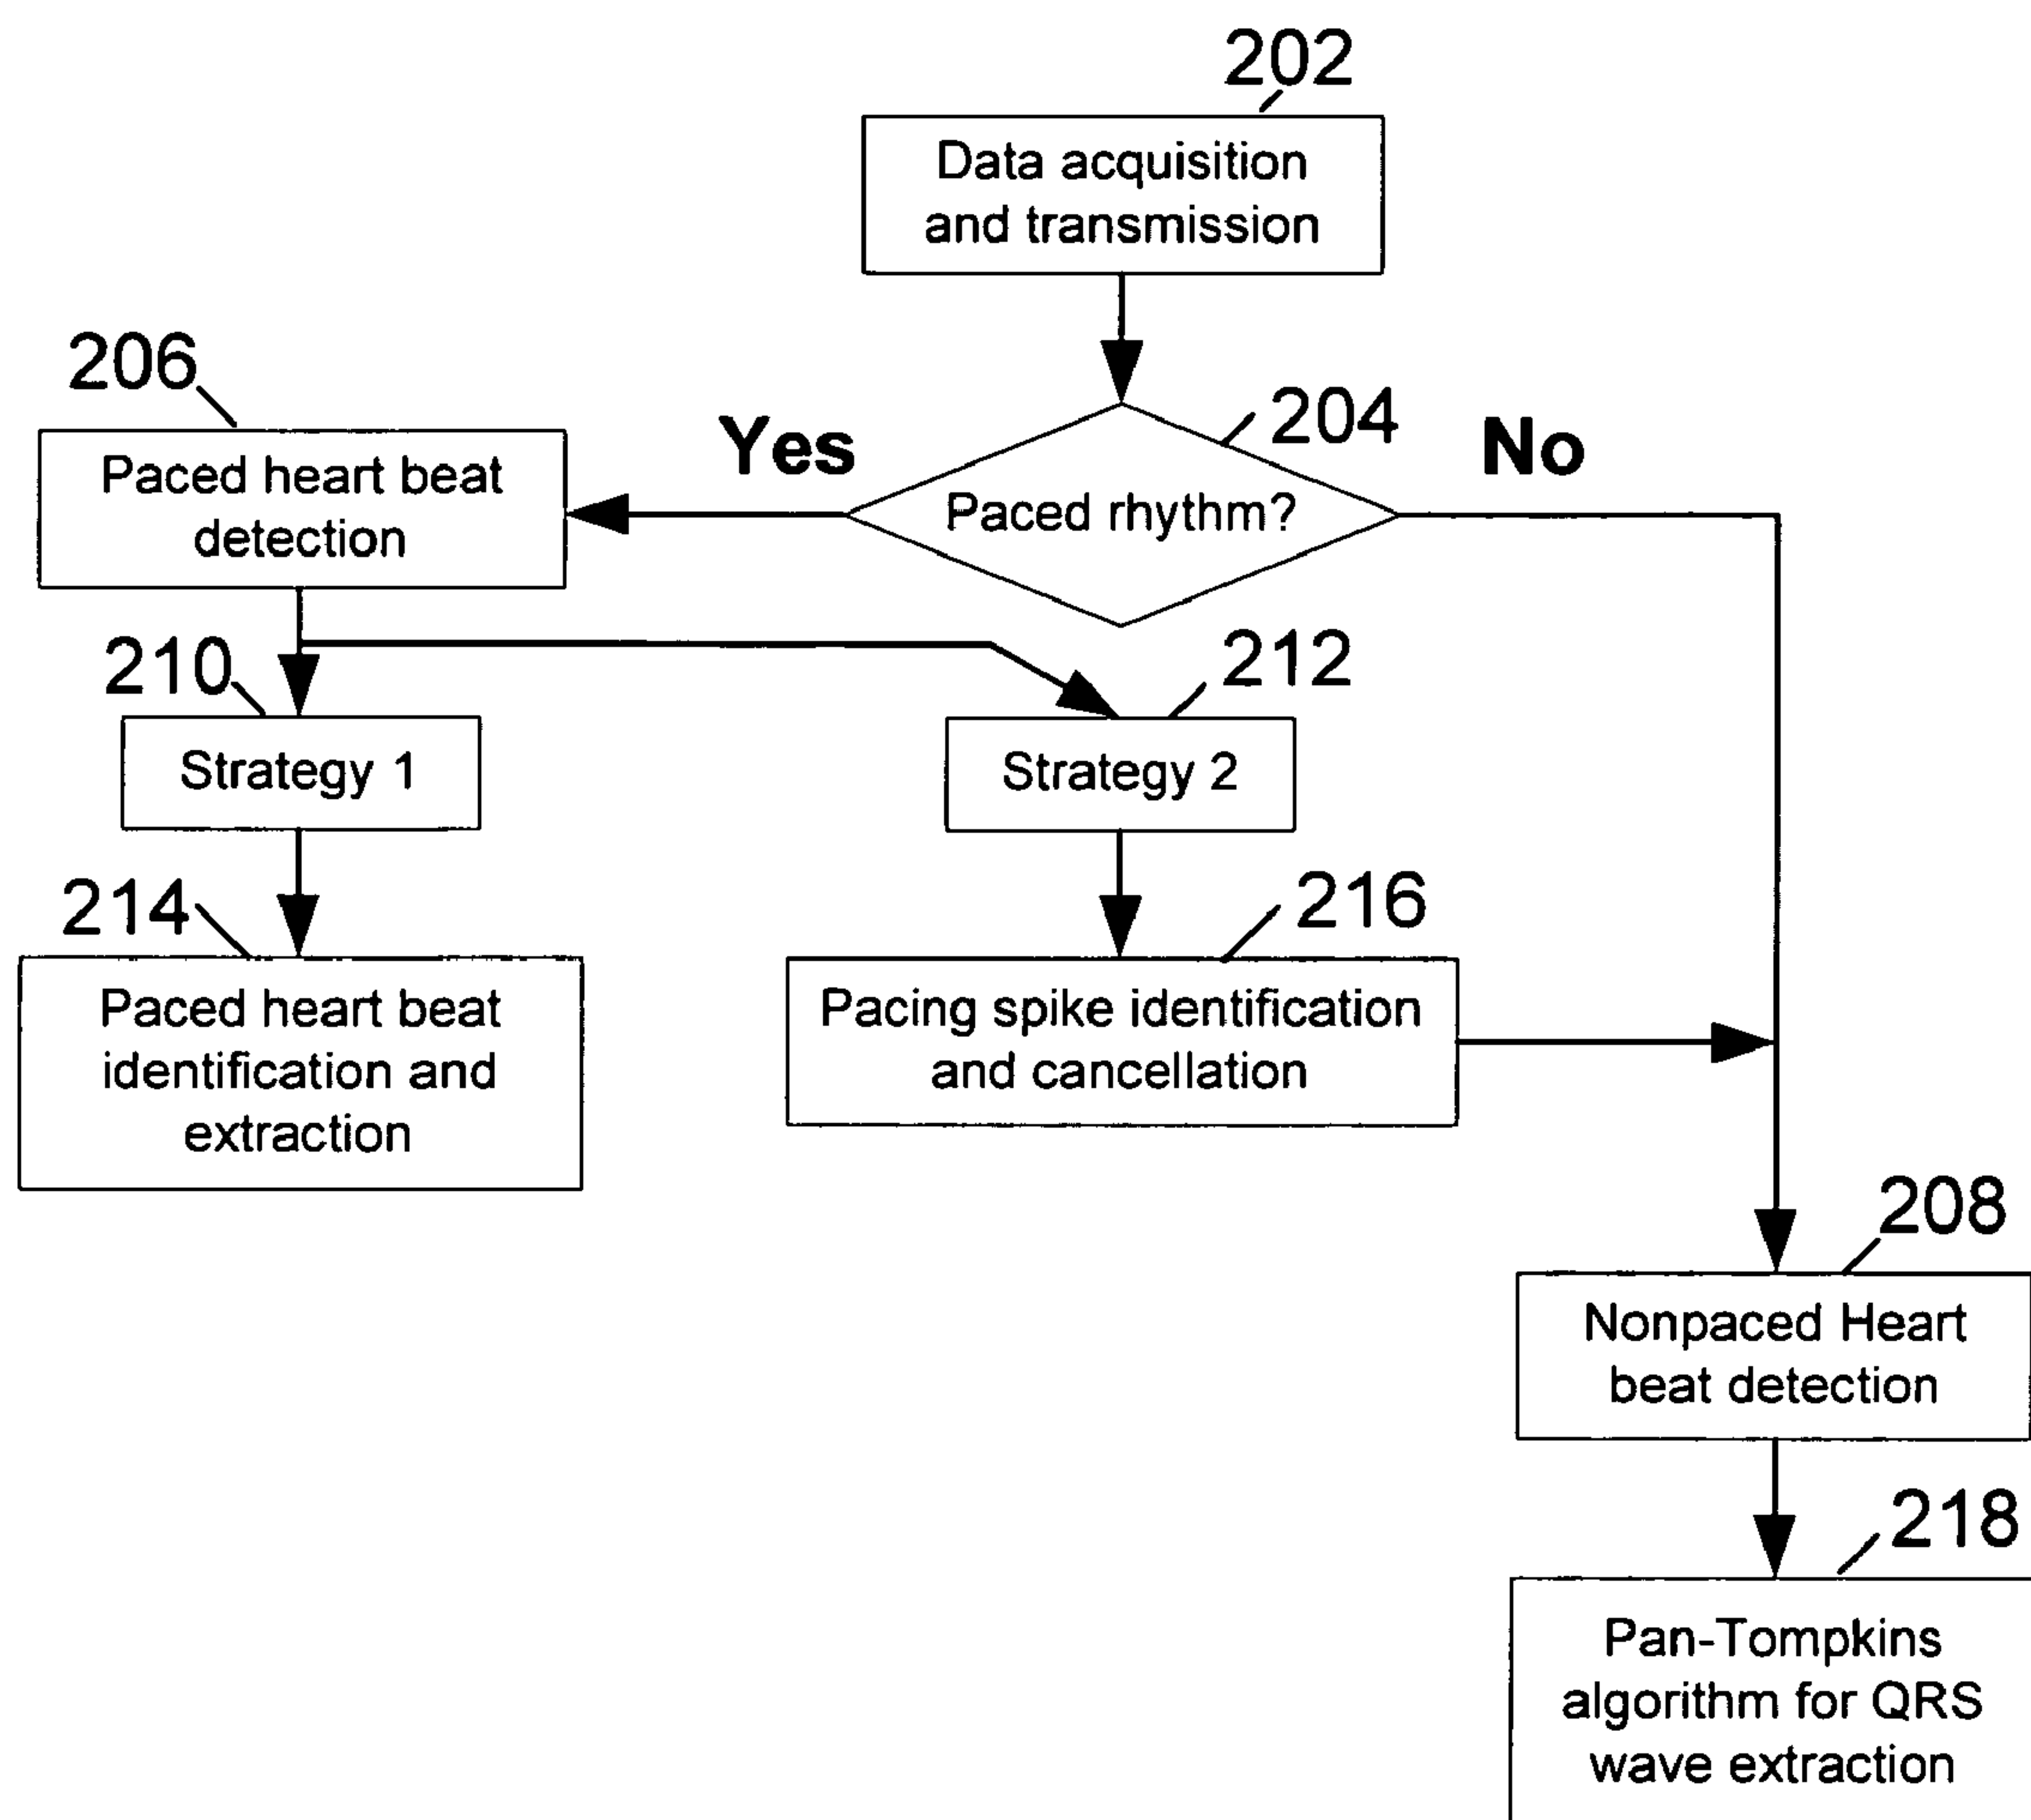 202
Data acquisition
and transmission
206
204
Yes
No
Paced heart beat
detection
Paced rhythm?
210
212
Strategy 1
Strategy 2
214
216
Paced heart beat
identification and
extraction
Pacing spike identification
and cancellation
208
Nonpaced Heart
beat detection
218
Pan-Tompkins
algorithm for QRS
wave extraction